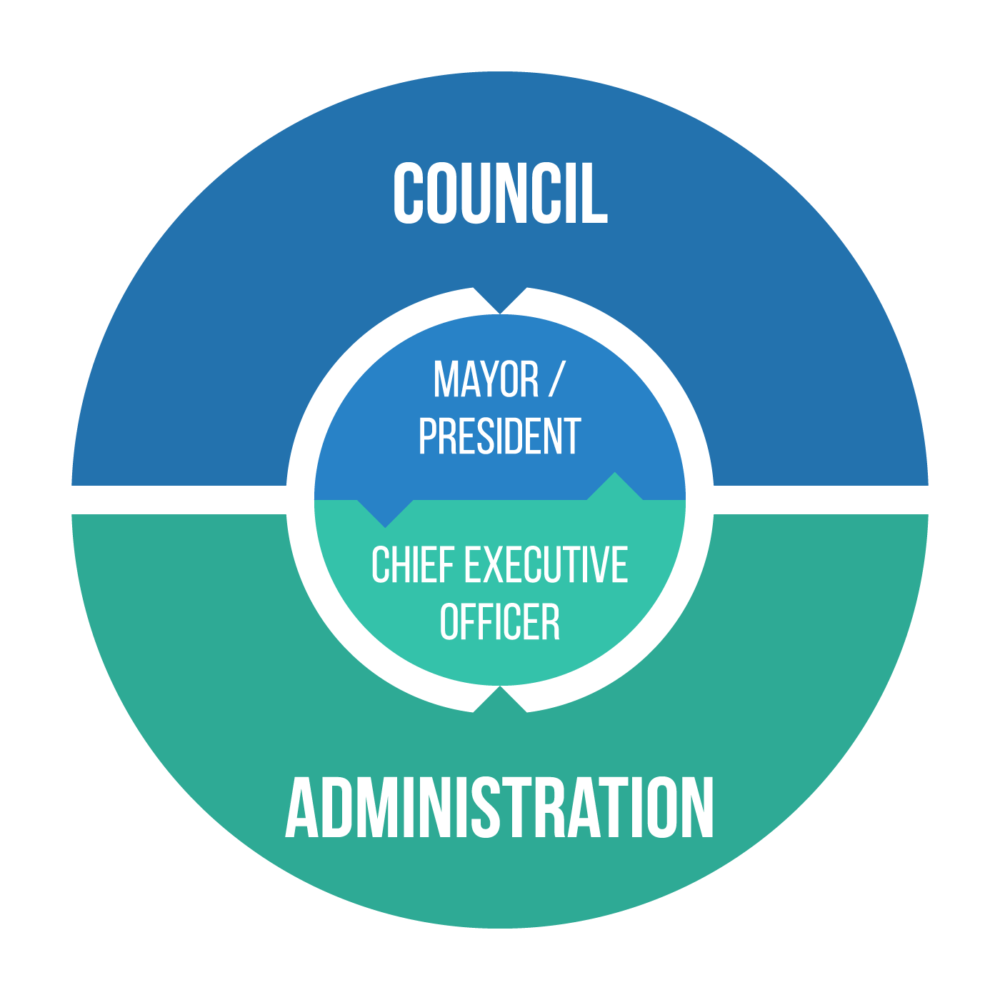 COUNCIL
MAYOR /
PRESIDENT
CHIEF EXECUTIVE
OFFICER
ADMINISTRATION